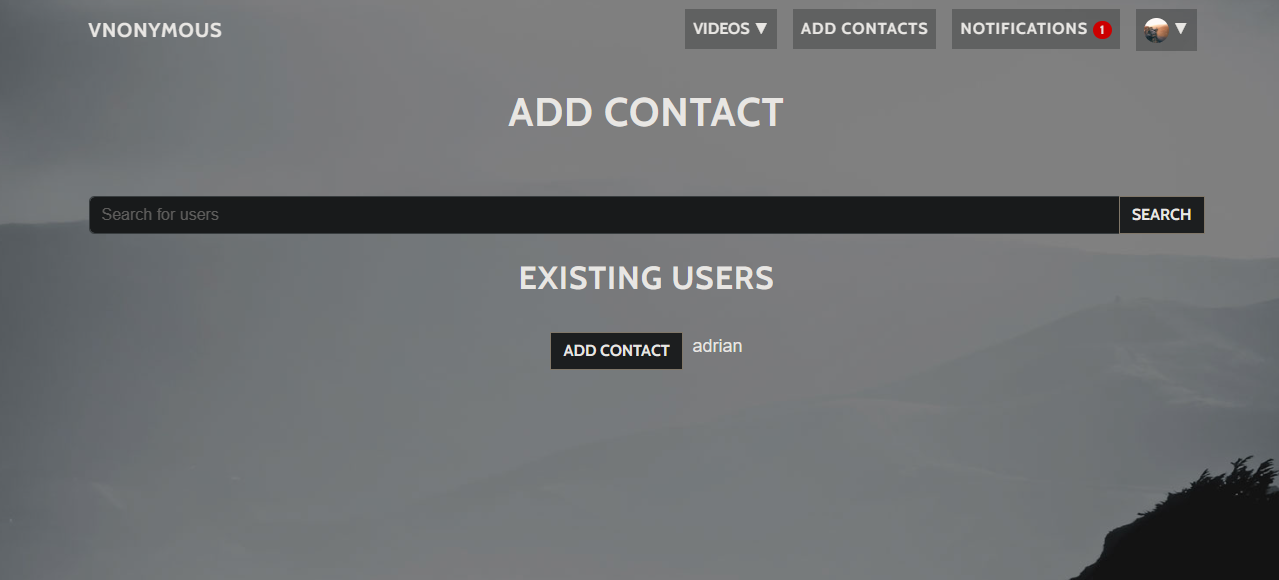 VNONYMOUS
VIDEOS ▼
ADD CONTACTS
NOTIFICATIONS 1
▼
ADD CONTACT
Search for users
SEARCH
EXISTING USERS
ADD CONTACT adrian